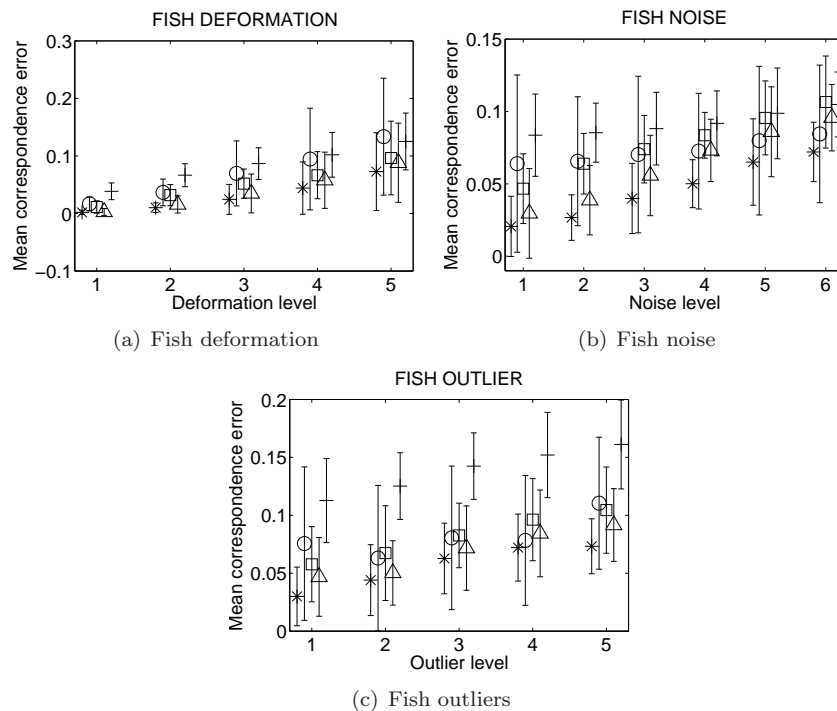 FISH DEFORMATION
Mean correspondence error
0.3
0.2
0.1
0
−0.1
1 2 3 4 5
Deformation level
(a) Fish deformation
FISH NOISE
Mean correspondence error
0.15
0.1
0.05
0
1 2 3 4 5 6
Noise level
(b) Fish noise
FISH OUTLIER
Mean correspondence error
0.2
0.15
0.1
0.05
0
1 2 3 4 5
Outlier level
(c) Fish outliers